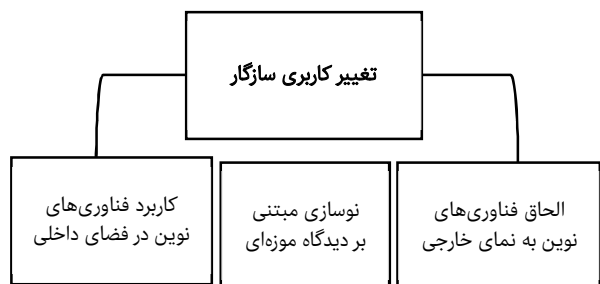 تغییر کاربری سازگار
الحاق فناوری‌های
نوین به نمای خارجی
نوسازی مبتنی
بر دیدگاه موزه‌ای
کاربرد فناوری‌های
نوین در فضای داخلی